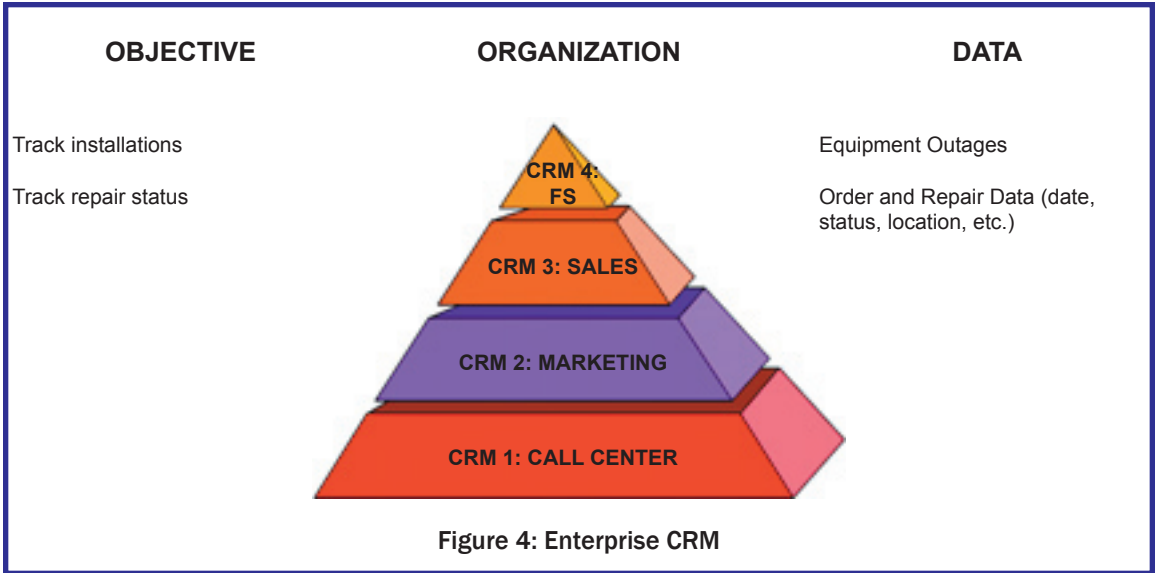 OBJECTIVE
ORGANIZATION
DATA
Track installations
Track repair status
CRM 4:
FS
CRM 3: SALES
CRM 2: MARKETING
CRM 1: CALL CENTER
Equipment Outages
Order and Repair Data (date,
status, location, etc.)
Figure 4: Enterprise CRM